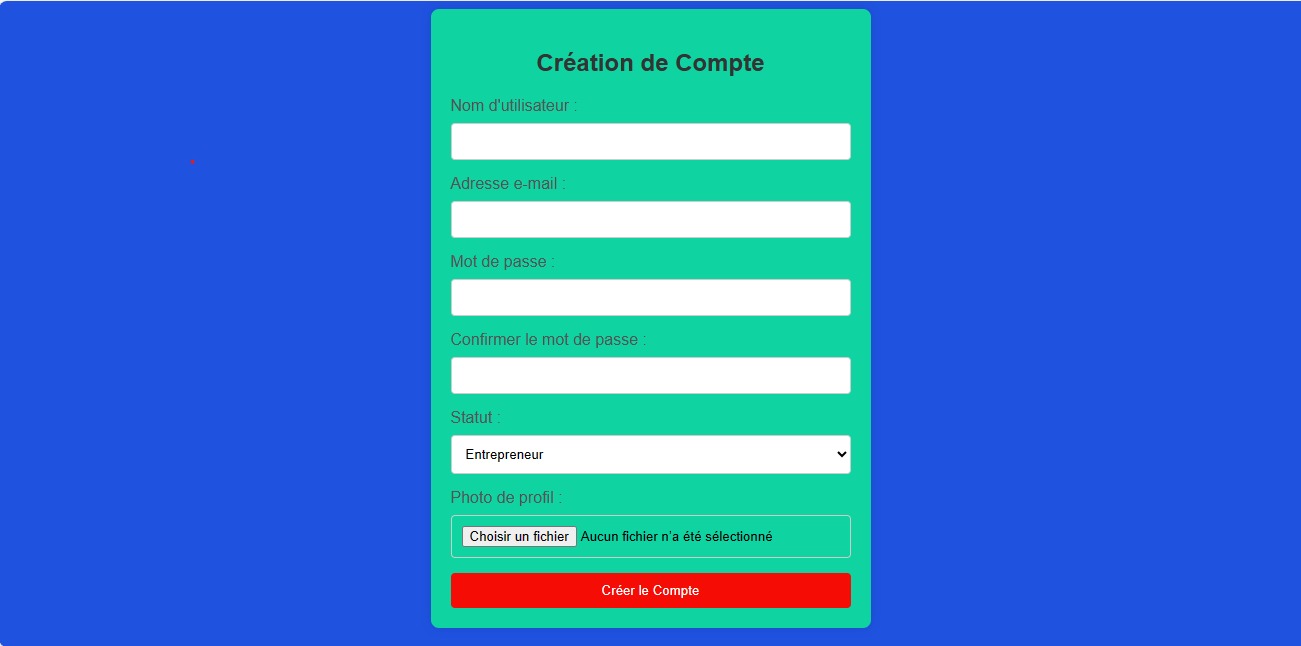 Création de Compte
Nom d'utilisateur :
Adresse e-mail :
Mot de passe :
Confirmer le mot de passe :
Statut :
Entrepreneur
Photo de profil :
Choisir un fichier Aucun fichier n'a été sélectionné
Créer le Compte